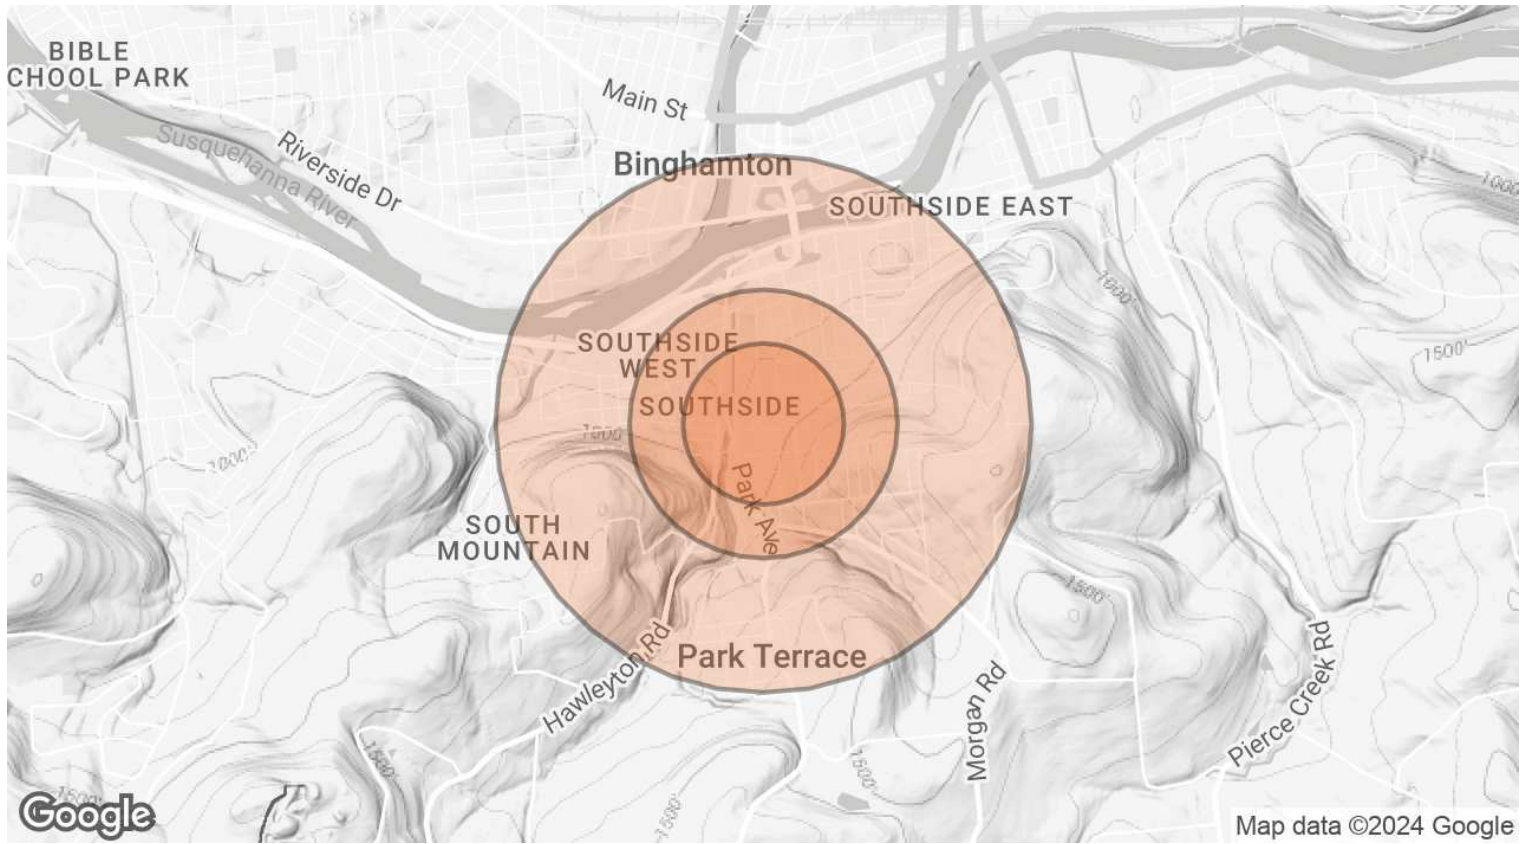 BIBLE
CHOOL PARK
Main St
Susquehanna River
Riverside Dr
Binghamton
1000
SOUTHSIDE EAST
1000'
SOUTHSIDE
WEST
1500'
SOUTHSIDE
1000'
1000'
Park Ave
SOUTH
MOUNTAIN
1500'
Park Terrace
Hawleyton Rd
Morgan Rd
Pierce Creek Rd
1500'
1500'
1500'
1500'
Google
Map data ©2024 Google